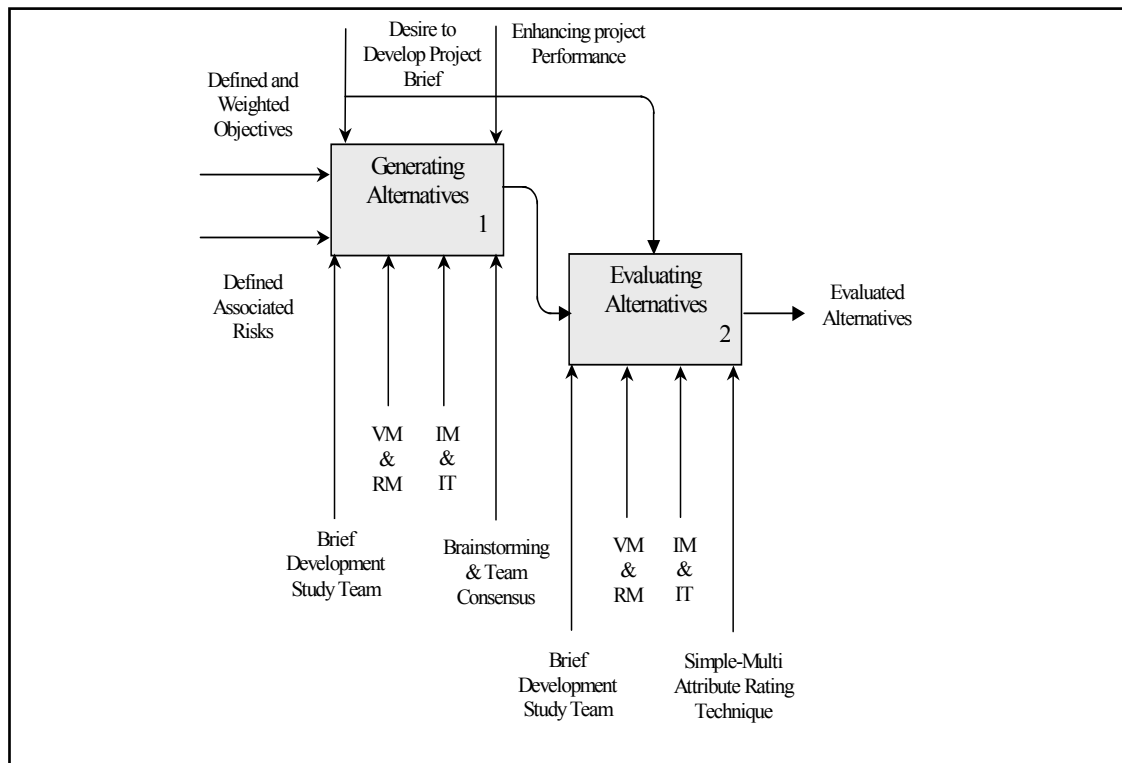 Desire to
Develop Project
Brief
Enhancing project
Performance
Defined and
Weighted
Objectives
Generating
Alternatives
1
Defined
Associated
Risks
Evaluating
Alternatives
2
Evaluated
Alternatives
VM
&
RM
IM
&
IT
Brief
Development
Study Team
Brainstorming
& Team
Consensus
VM
&
RM
IM
&
IT
Brief
Development
Study Team
Simple-Multi
Attribute Rating
Technique